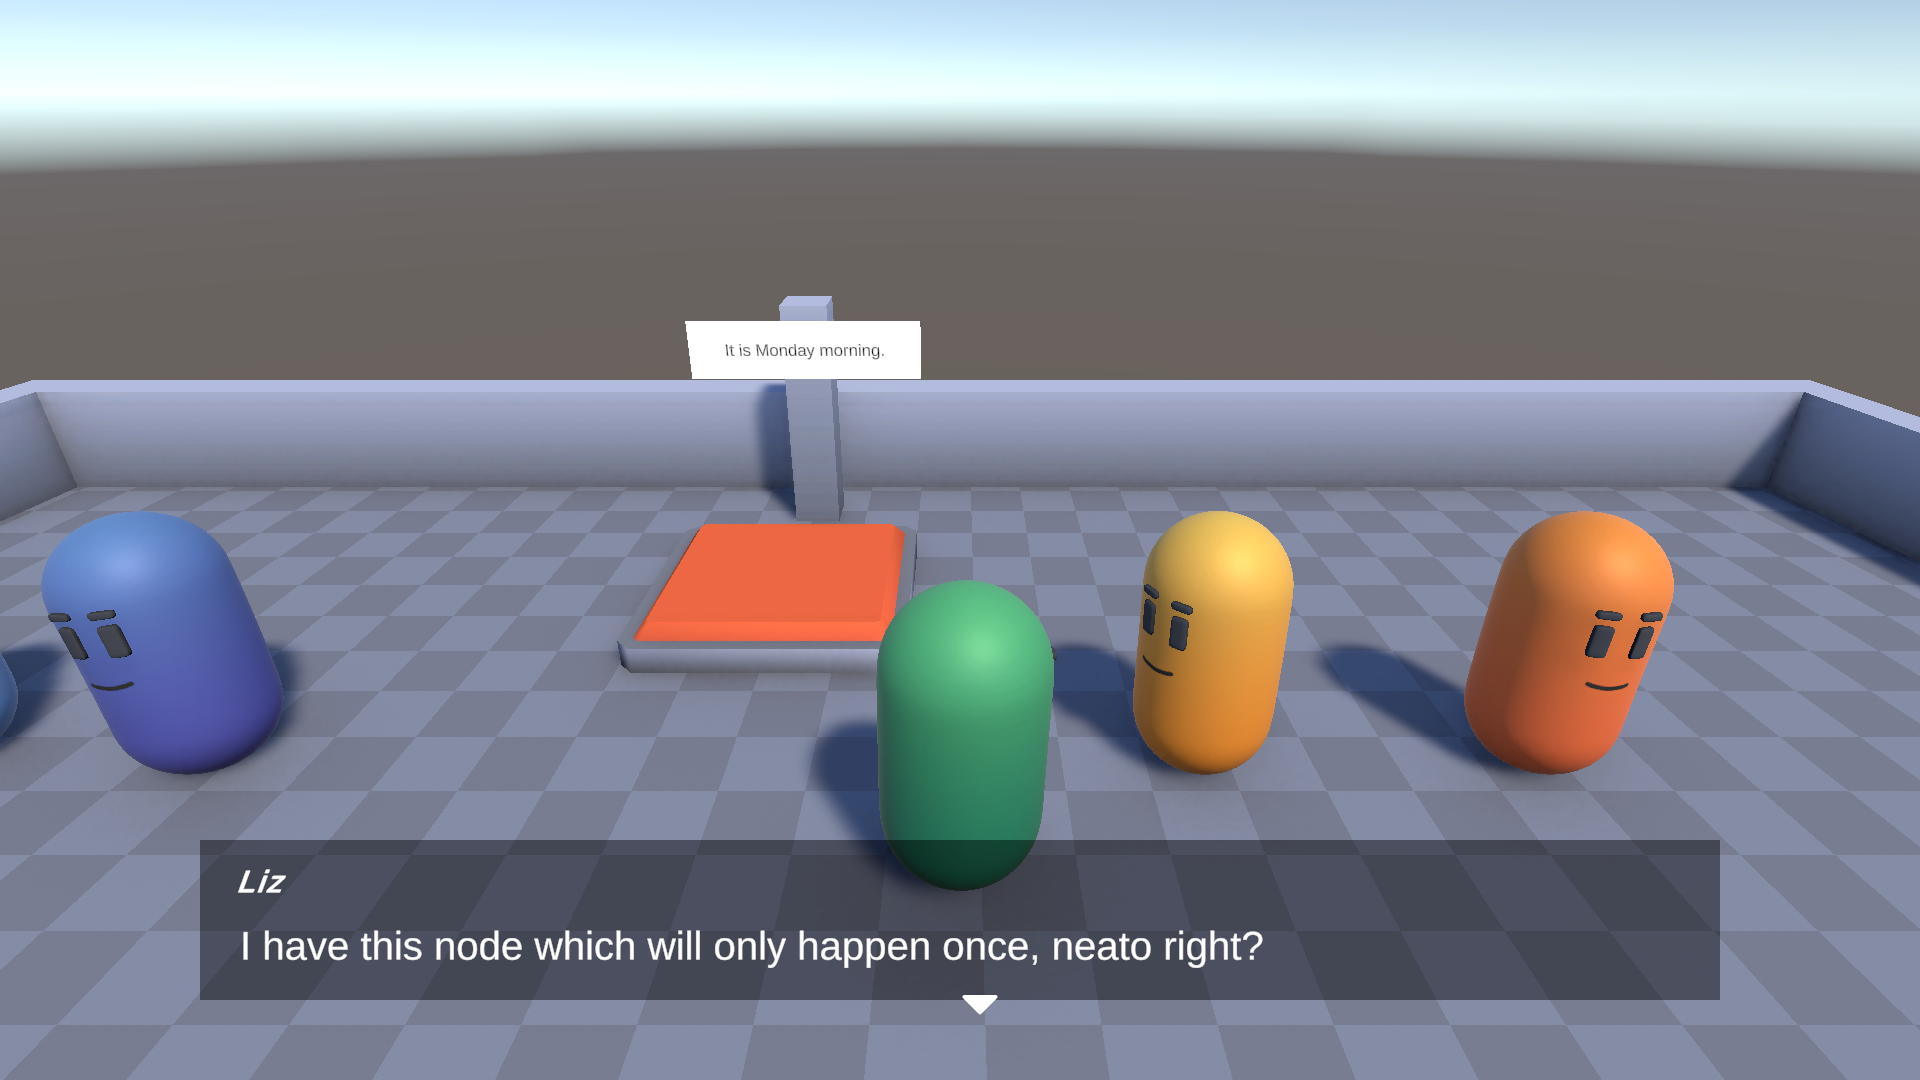 It is Monday morning.
Liz
I have this node which will only happen once, neato right?